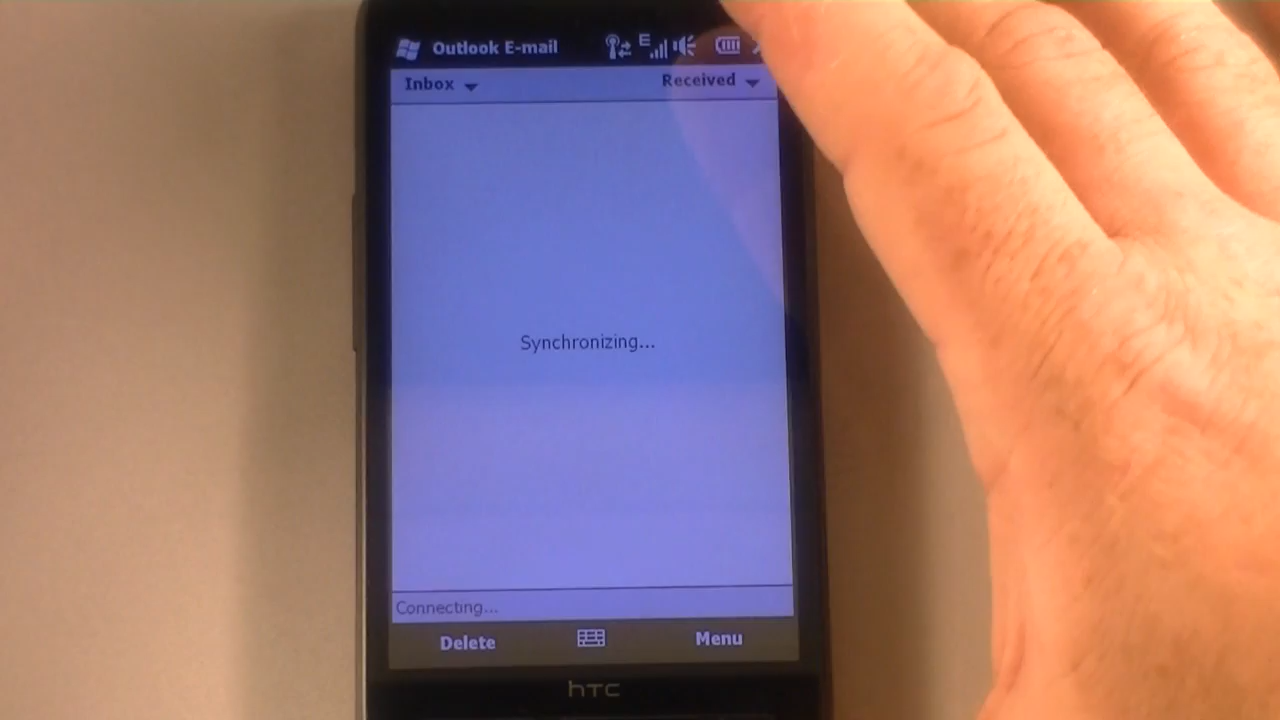 Outlook E-mail
E
Inbox
Received
Synchronizing...
Connecting...
Delete
Menu
hTC